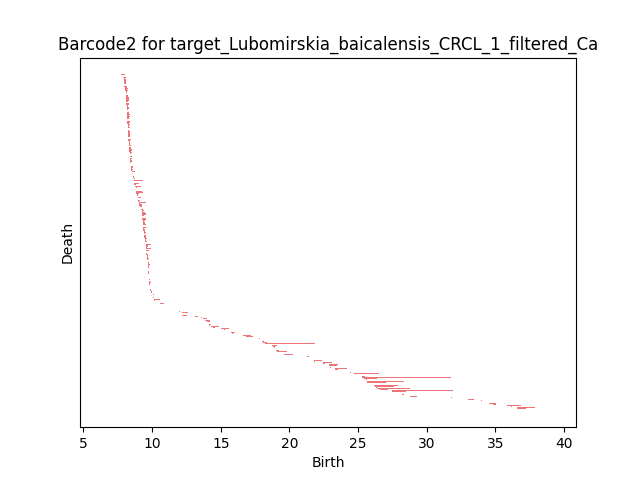 Barcode2 for target_Lubomirskia_baicalensis_CRCL_1_filtered_Ca
Death
5 10 15 20 25 30 35 40
Birth